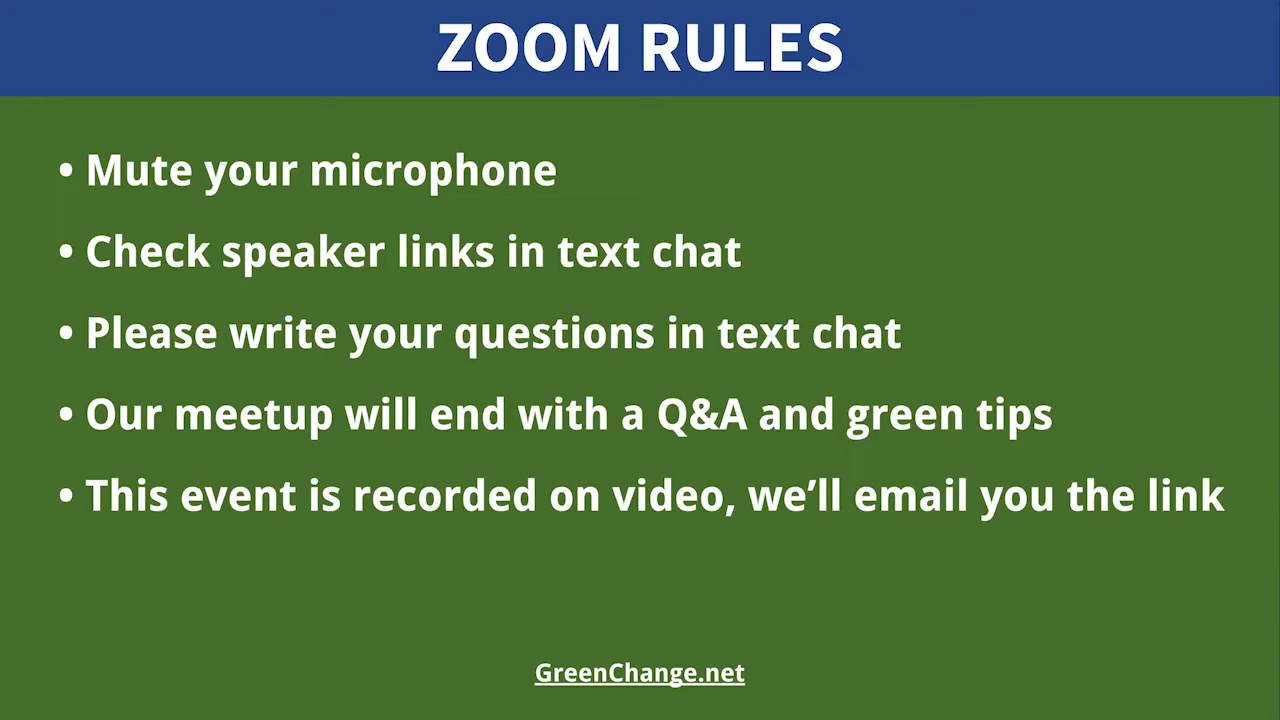 ZOOM RULES
• Mute your microphone
• Check speaker links in text chat
• Please write your questions in text chat
• Our meetup will end with a Q&A and green tips
• This event is recorded on video, we’ll email you the link
GreenChange.net